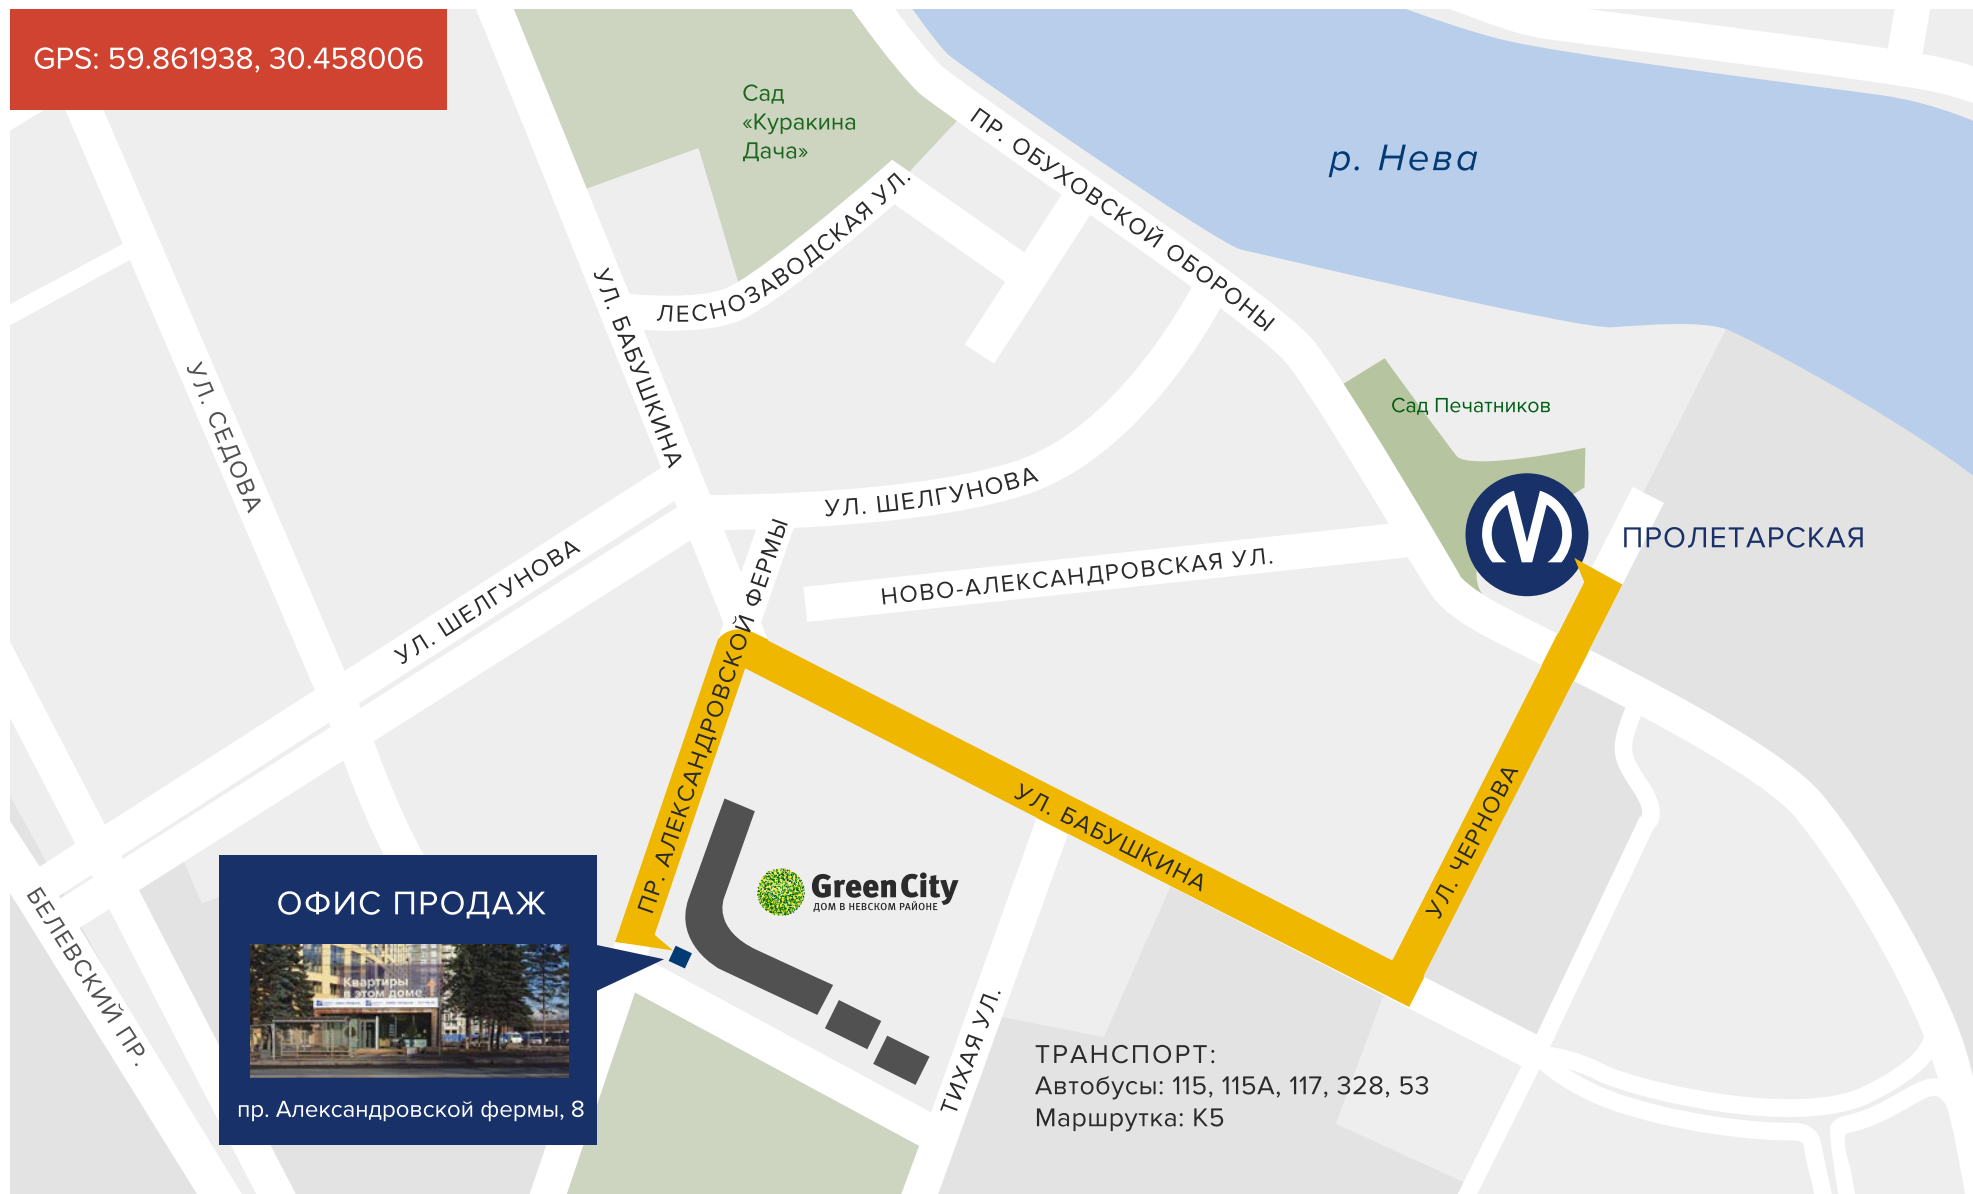 GPS: 59.861938, 30.458006
Сад
«Куракина
Дача»
ПР. ОБУХОВСКОЙ ОБОРОНЫ
р. Нева
ЛЕСНОЗАВОДСКАЯ УЛ.
УЛ. БАБУШКИНА
УЛ. СЕДОВА
Сад Печатников
УЛ. ШЕЛГУНОВА
ПРОЛЕТАРСКАЯ
НОВО-АЛЕКСАНДРОВСКАЯ УЛ.
УЛ. ШЕЛГУНОВА
ПР. АЛЕКСАНДРОВСКОЙ ФЕРМЫ
УЛ. БАБУШКИНА
УЛ. ЧЕРНОВА
GreenCity
ДОМ В НЕВСКОМ РАЙОНЕ
БЕЛЕВСКИЙ ПР.
ОФИС ПРОДАЖ
Квартиры
в этом доме
пр. Александровской фермы, 8
ТИХАЯ УЛ.
ТРАНСПОРТ:
Автобусы: 115, 115А, 117, 328, 53
Маршрутка: К5